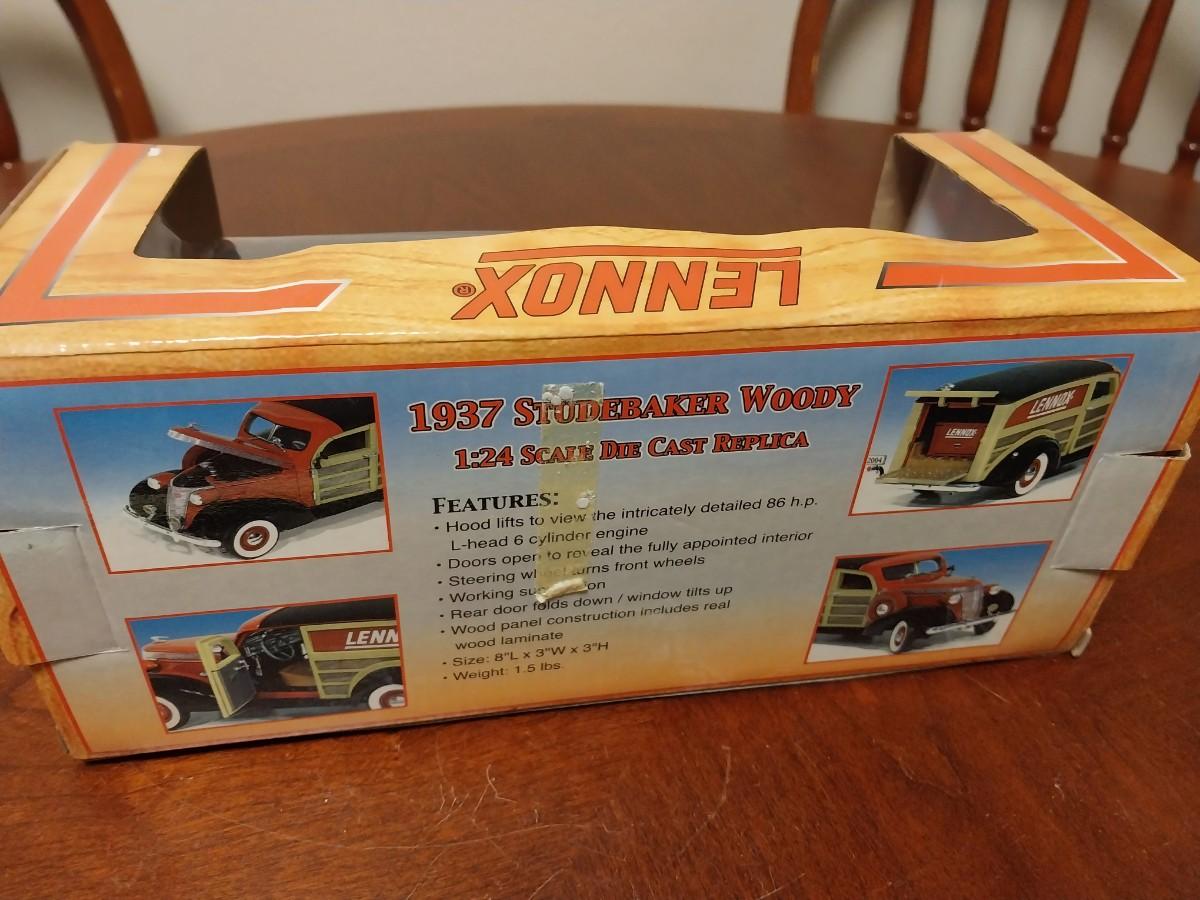 LENNOX®
1937 STUDEBAKER WOODY
1:24 SCALE DIE CAST REPLICA
FEATURES:
· Hood lifts to view the intricately detailed 86 h.p.
L-head 6 cylinder engine
· Doors open to reveal the fully appointed interior
· Steering wheel turns front wheels
· Working suspension
· Rear door folds down / window tilts up
· Wood panel construction includes real
wood laminate
· Size: 8"L x 3"W x 3"H
· Weight: 1.5 lbs.
LENNOX
LENNOX
2004
LENN